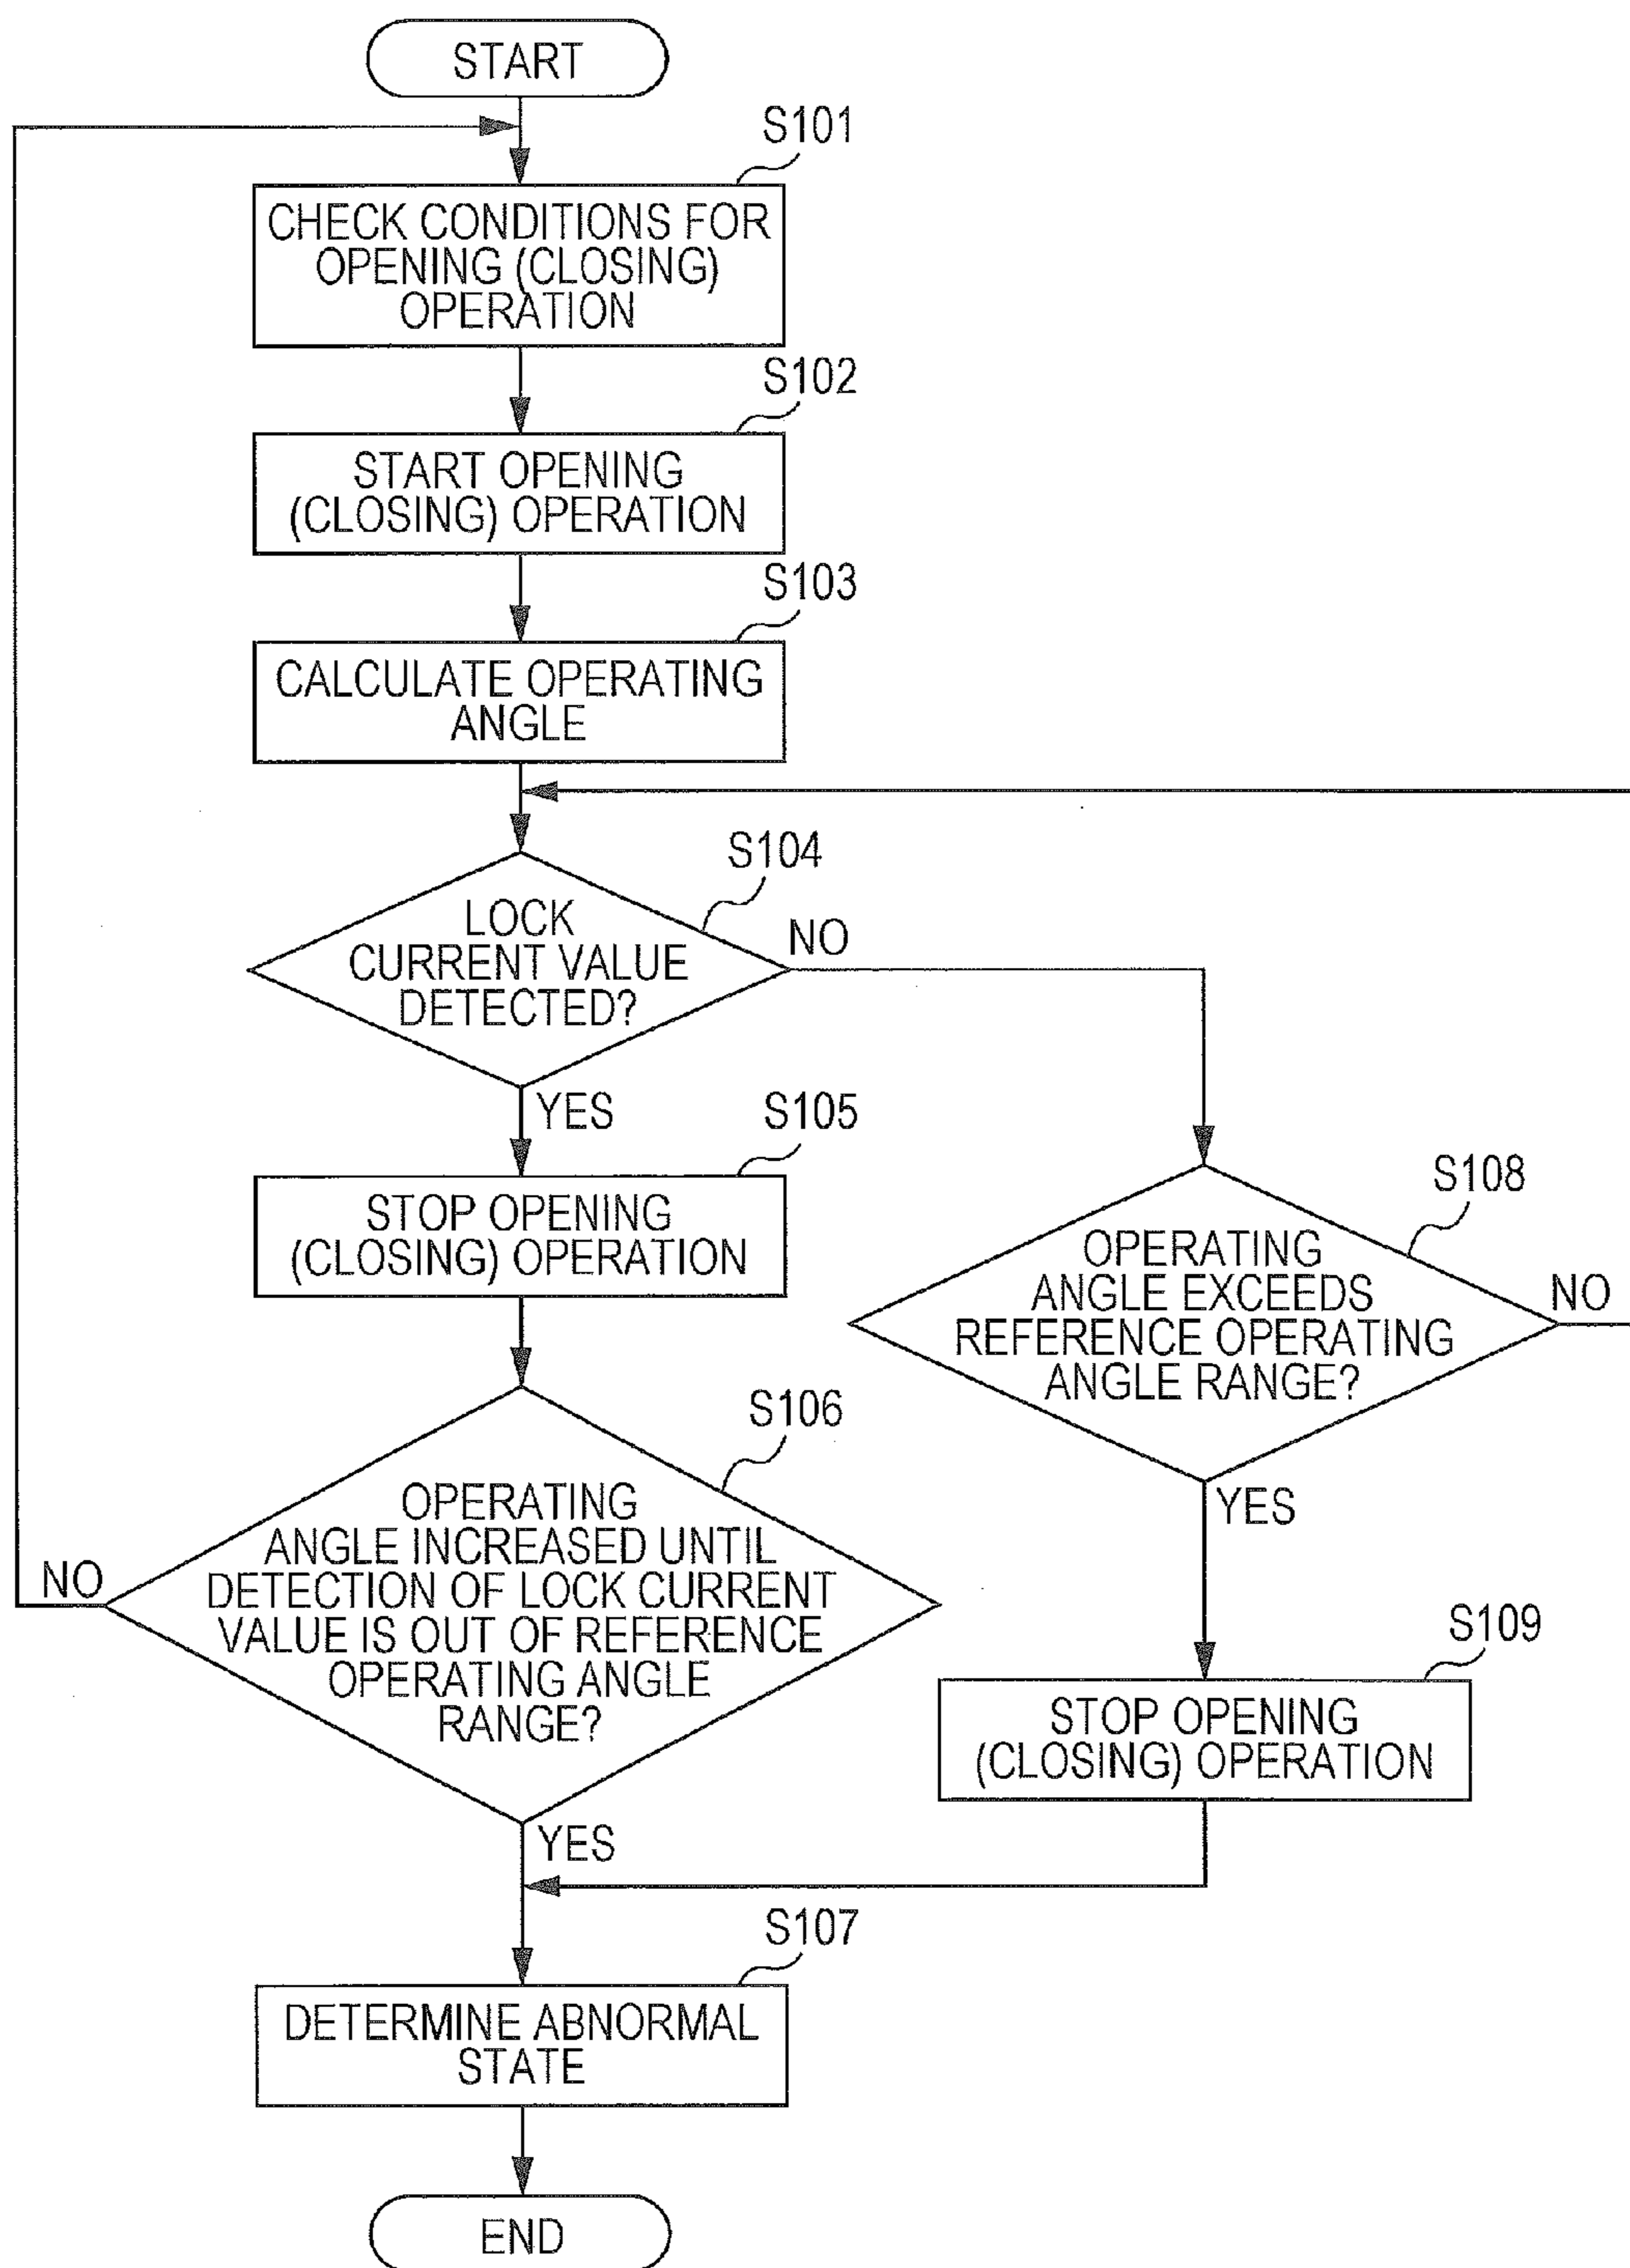 START
S101
CHECK CONDITIONS FOR
OPENING (CLOSING)
OPERATION
S102
START OPENING
(CLOSING) OPERATION
S103
CALCULATE OPERATING
ANGLE
S104
LOCK
CURRENT VALUE
DETECTED?
NO
YES
S105
STOP OPENING
(CLOSING) OPERATION
S108
OPERATING
ANGLE EXCEEDS
REFERENCE OPERATING
ANGLE RANGE?
NO
YES
S106
OPERATING
ANGLE INCREASED UNTIL
DETECTION OF LOCK CURRENT
VALUE IS OUT OF REFERENCE
OPERATING ANGLE
RANGE?
NO
YES
S109
STOP OPENING
(CLOSING) OPERATION
S107
DETERMINE ABNORMAL
STATE
END